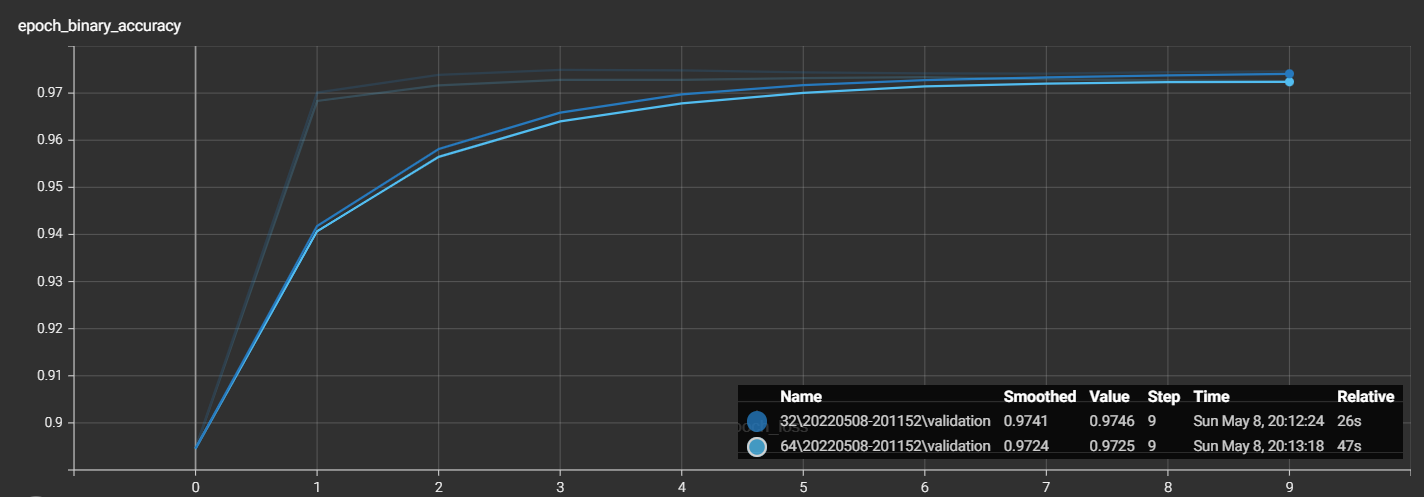 epoch_binary_accuracy
0.97
0.96
0.95
0.94
0.93
0.92
0.91
0.9
Name Smoothed Value Step Time Relative
32\20220508-201152\validation 0.9741 0.9746 9 Sun May 8, 20:12:24 26s
64\20220508-201152\validation 0.9724 0.9725 9 Sun May 8, 20:13:18 47s
0 1 2 3 4 5 6 7 8 9